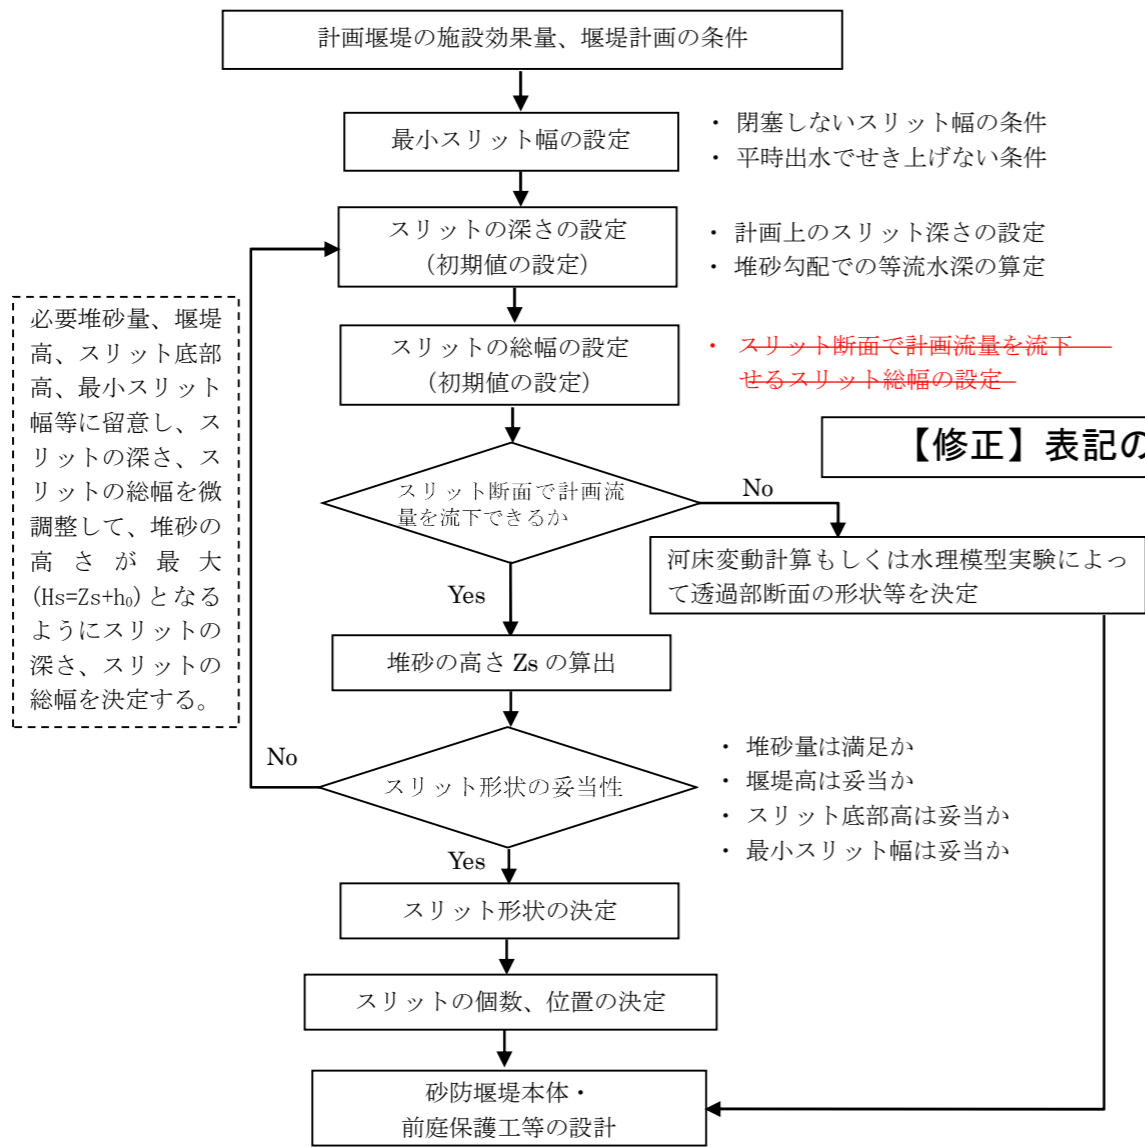 計画堰堤の施設効果量、堰堤計画の条件
最小スリット幅の設定
・ 閉塞しないスリット幅の条件
・ 平時出水でせき上げない条件
スリットの深さの設定
(初期値の設定)
・ 計画上のスリット深さの設定
・ 堆砂勾配での等流水深の算定
必要堆砂量、堰堤
高、スリット底部
高、最小スリット
幅等に留意し、ス
リットの深さ、ス
リットの総幅を微
調整して、堆砂の
高さが最大
(Hs=Zs+h₀)となる
ようにスリットの
深さ、スリットの
総幅を決定する。
スリットの総幅の設定
(初期値の設定)
・ スリット断面で計画流量を流下
せるスリット総幅の設定
【修正】表記の
スリット断面で計画流
量を流下できるか
No
河床変動計算もしくは水理模型実験によっ
て透過部断面の形状等を決定
Yes
堆砂の高さ Zs の算出
No
スリット形状の妥当性
・ 堆砂量は満足か
・ 堰堤高は妥当か
・ スリット底部高は妥当か
・ 最小スリット幅は妥当か
Yes
スリット形状の決定
スリットの個数、位置の決定
砂防堰堤本体・
前庭保護工等の設計